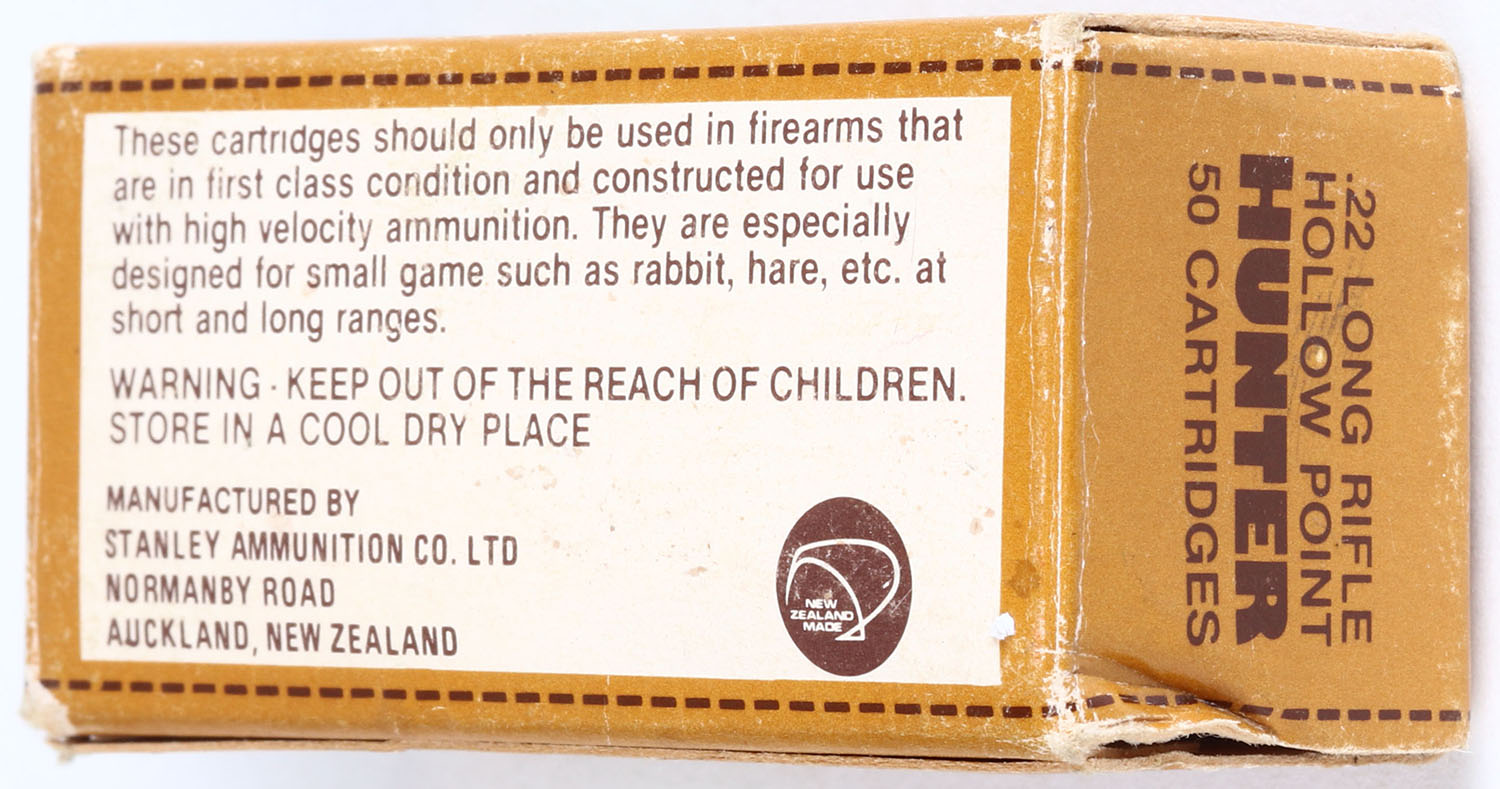 These cartridges should only be used in firearms that
are in first class condition and constructed for use
with high velocity ammunition. They are especially
designed for small game such as rabbit, hare, etc. at
short and long ranges.
WARNING - KEEP OUT OF THE REACH OF CHILDREN.
STORE IN A COOL DRY PLACE
MANUFACTURED BY
STANLEY AMMUNITION CO. LTD
NORMANBY ROAD
AUCKLAND, NEW ZEALAND
NEW
ZEALAND
MADE
.22 LONG RIFLE
HOLLOW POINT
HUNTER
50 CARTRIDGES